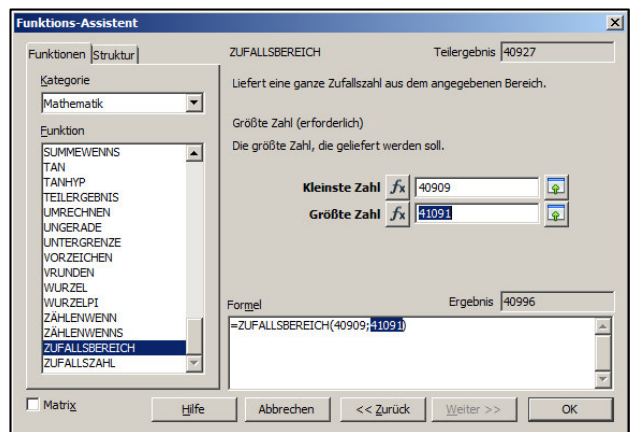 Funktions-Assistent
Funktionen Struktur
ZUFALLSBEREICH Teilergebnis 40927
Kategorie
Mathematik
Liefert eine ganze Zufallszahl aus dem angegebenen Bereich.
Funktion
SUMMEWENNS
TAN
TANHYP
TEILERGEBNIS
UMRECHNEN
UNGERADE
UNTERGRENZE
VORZEICHEN
VRUNDEN
WURZEL
WURZELPI
ZÄHLENWENN
ZÄHLENWENNS
ZUFALLSBEREICH
ZUFALLSZAHL
Größte Zahl (erforderlich)
Die größte Zahl, die geliefert werden soll.
Kleinste Zahl fx 40909
Größte Zahl fx 41091
Formel Ergebnis 40996
=ZUFALLSBEREICH(40909;41091)
Matrix Hilfe Abbrechen << Zurück Weiter >> OK